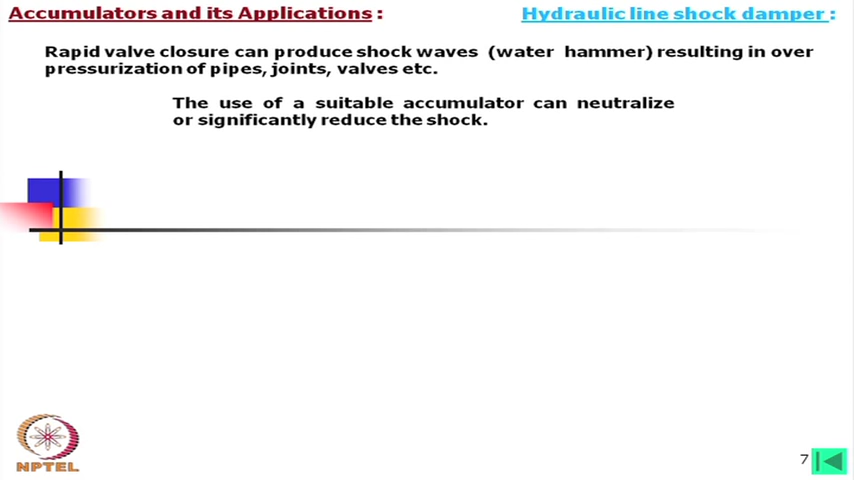 Accumulators and its Applications :
Hydraulic line shock damper :
Rapid valve closure can produce shock waves (water hammer) resulting in over
pressurization of pipes, joints, valves etc.
The use of a suitable accumulator can neutralize
or significantly reduce the shock.
NPTEL
7